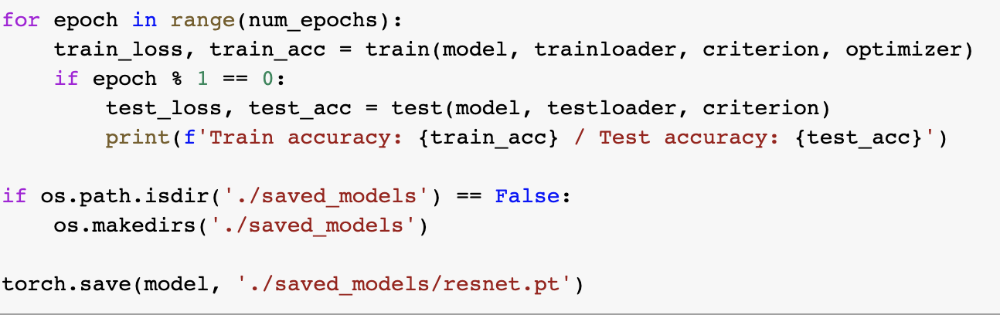 for epoch in range(num_epochs):
    train_loss, train_acc = train(model, trainloader, criterion, optimizer)
    if epoch % 1 == 0:
        test_loss, test_acc = test(model, testloader, criterion)
        print(f'Train accuracy: {train_acc} / Test accuracy: {test_acc}')

if os.path.isdir('./saved_models') == False:
    os.makedirs('./saved_models')

torch.save(model, './saved_models/resnet.pt')